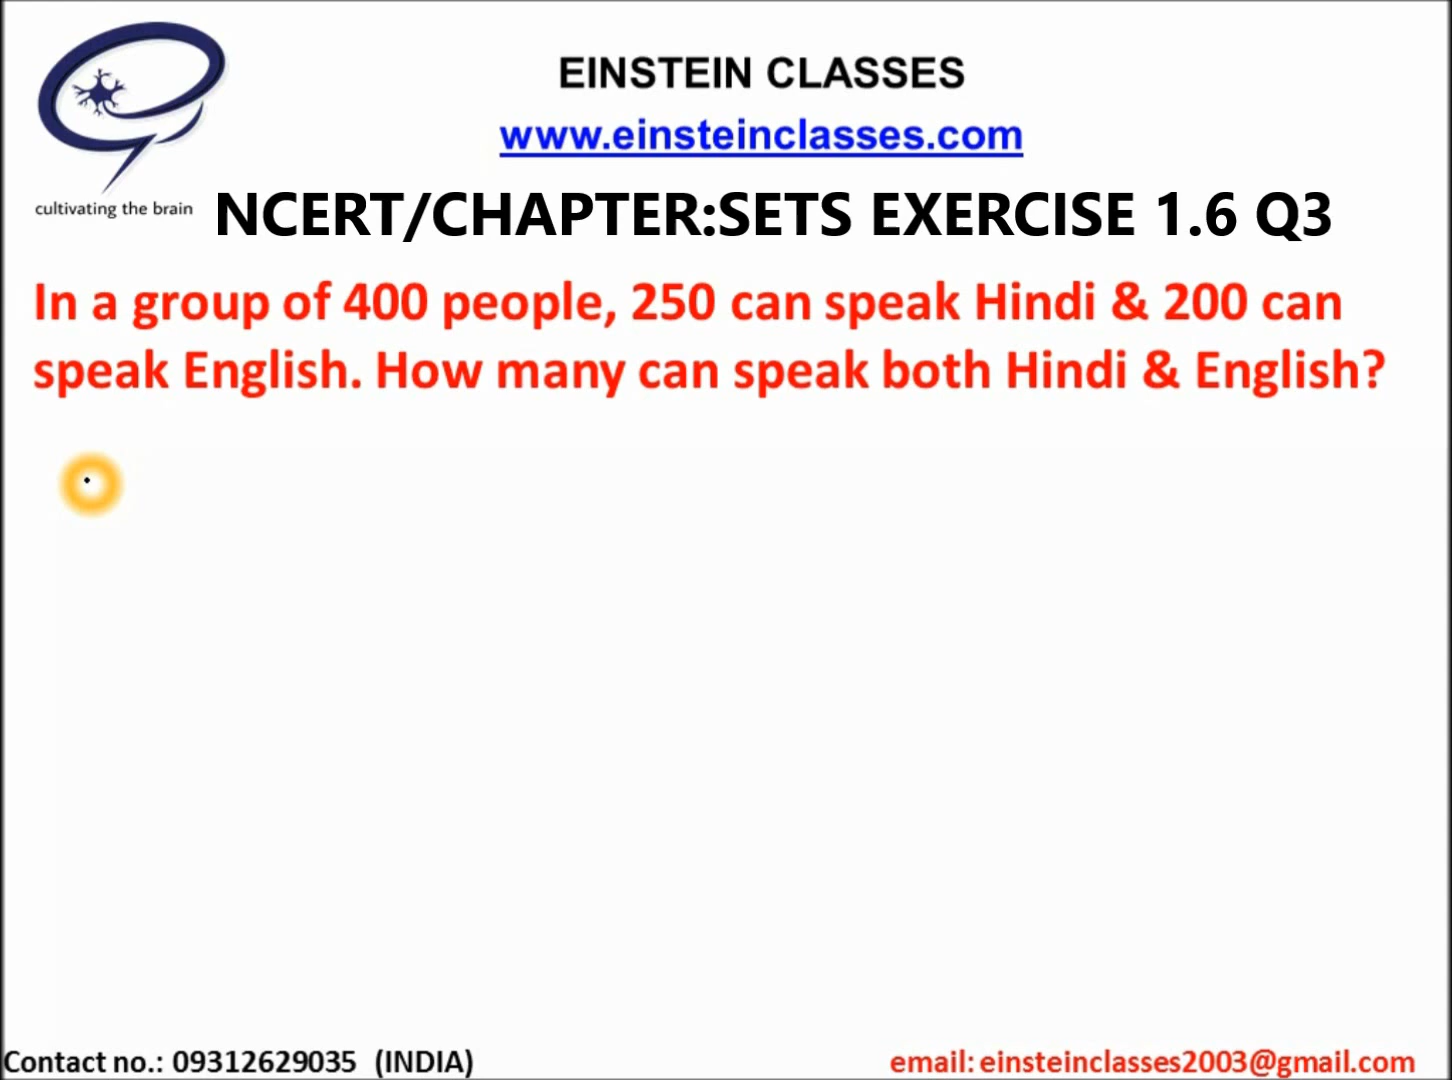 EINSTEIN CLASSES
www.einsteinclasses.com
cultivating the brain
NCERT/CHAPTER:SETS EXERCISE 1.6 Q3
In a group of 400 people, 250 can speak Hindi & 200 can
speak English. How many can speak both Hindi & English?
Contact no.: 09312629035 (INDIA)
email: einsteinclasses2003@gmail.com